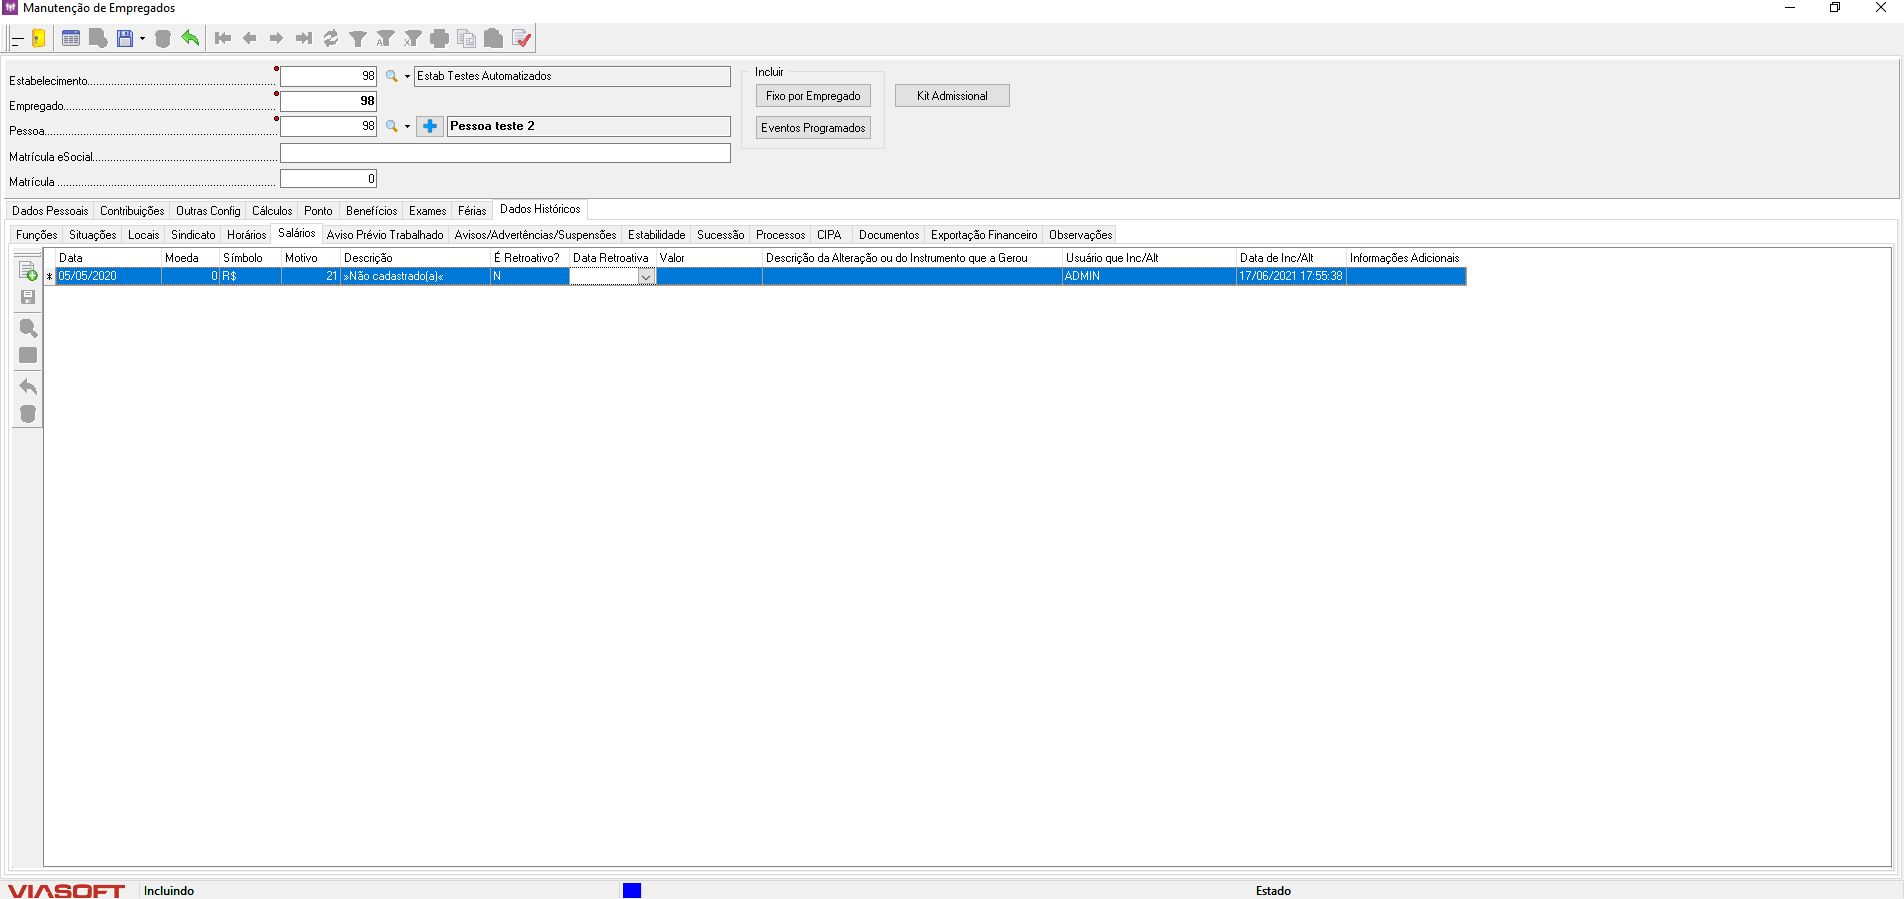 Manutenção de Empregados
Estabelecimento 98 Estab Testes Automatizados
Empregado 98
Pessoa 98 Pessoa teste 2
Matrícula eSocial
Matrícula 0
Incluir
Fixo por Empregado Kit Admissional
Eventos Programados
Dados Pessoais Contribuições Outras Config Cálculos Ponto Benefícios Exames Férias Dados Históricos
Funções Situações Locais Sindicato Horários Salários Aviso Prévio Trabalhado Avisos/Advertências/Suspensões Estabilidade Sucessão Processos CIPA Documentos Exportação Financeiro Observações
Data Moeda Símbolo Motivo Descrição É Retroativo? Data Retroativa Valor Descrição da Alteração ou do Instrumento que a Gerou Usuário que Inc/Alt Data de Inc/Alt Informações Adicionais
* 05/05/2020 0 R$ 21 »Não cadastrado(a)« N ADMIN 17/06/2021 17:55:38
VIASOFT Incluindo Estado